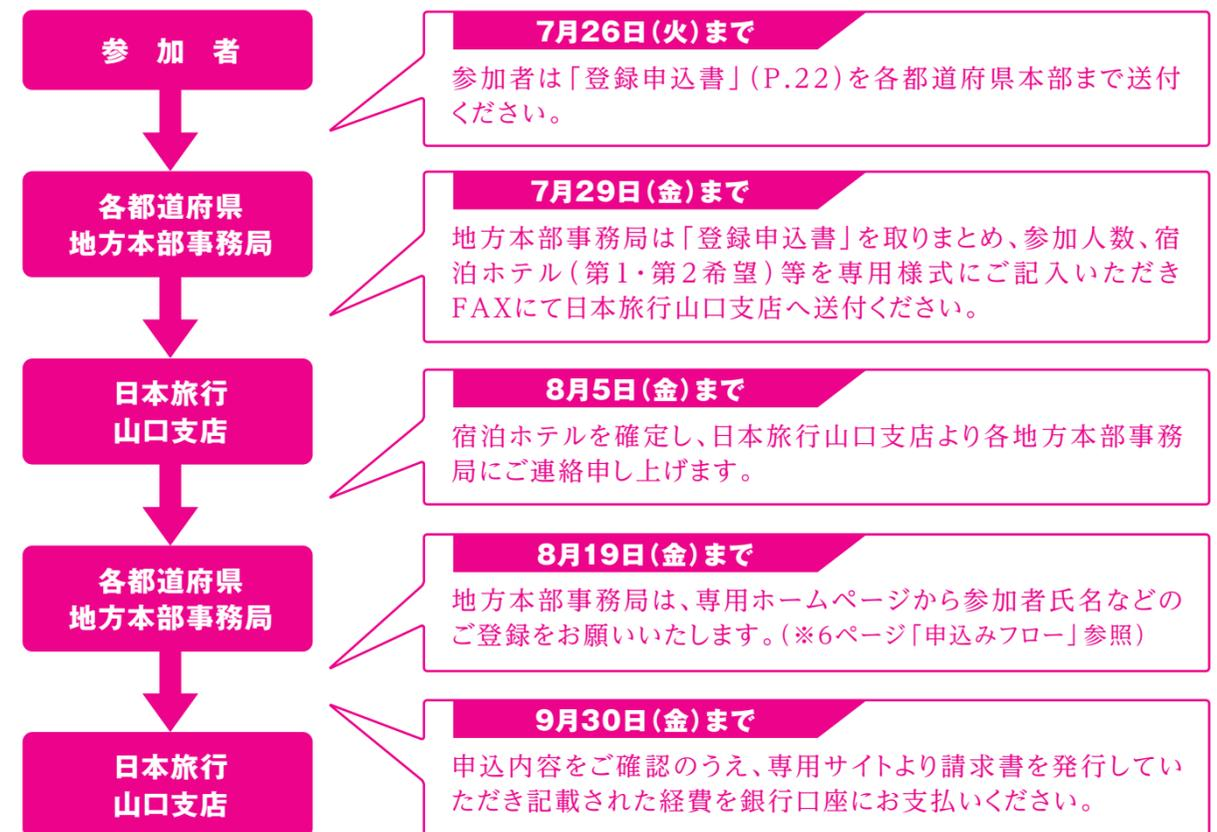 参　加　者
7月26日（火）まで
参加者は「登録申込書」（P.22）を各都道府県本部まで送付
ください。
各都道府県
地方本部事務局
7月29日（金）まで
地方本部事務局は「登録申込書」を取りまとめ、参加人数、宿
泊ホテル（第1・第2希望）等を専用様式にご記入いただき
FAXにて日本旅行山口支店へ送付ください。
日本旅行
山口支店
8月5日（金）まで
宿泊ホテルを確定し、日本旅行山口支店より各地方本部事務
局にご連絡申し上げます。
各都道府県
地方本部事務局
8月19日（金）まで
地方本部事務局は、専用ホームページから参加者氏名などの
ご登録をお願いいたします。（※6ページ「申込みフロー」参照）
日本旅行
山口支店
9月30日（金）まで
申込内容をご確認のうえ、専用サイトより請求書を発行してい
ただき記載された経費を銀行口座にお支払いください。